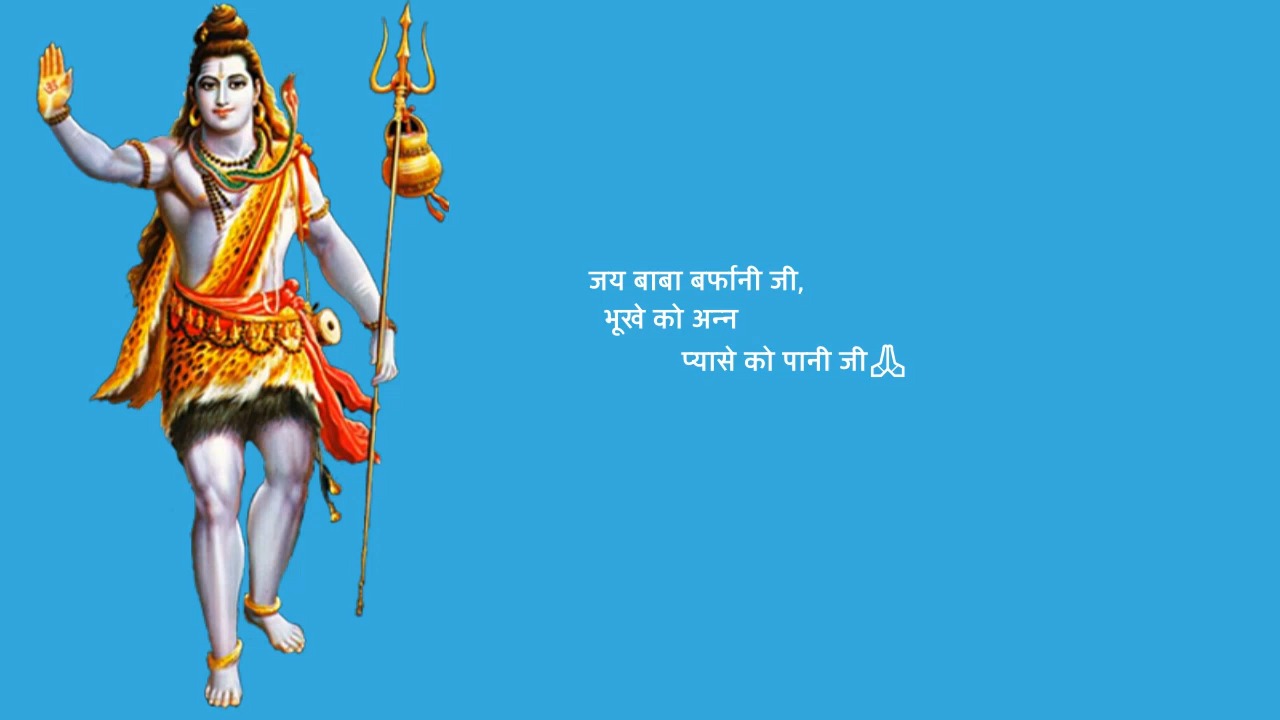 ॐ
जय बाबा बर्फानी जी,
भूखे को अन्न
प्यासे को पानी जी🙏